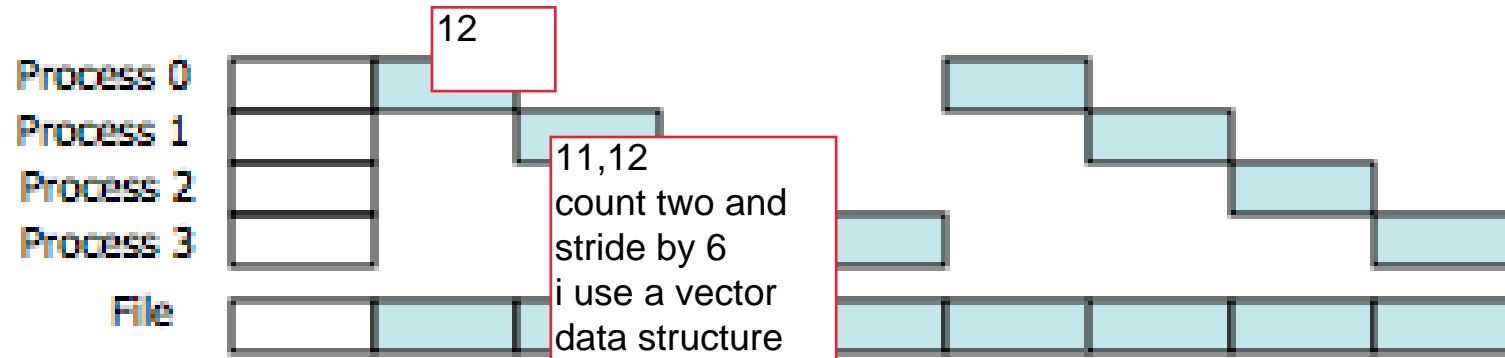 12
Process 0
Process 1
11,12
count two and
Process 2
stride by 6
Process 3
i use a vector
File
data structure